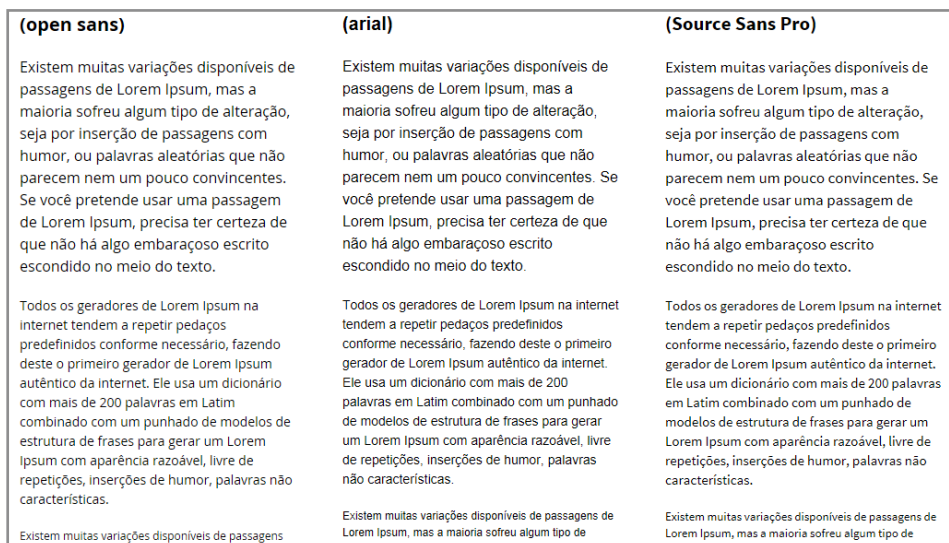 (open sans)
Existem muitas variações disponíveis de
passagens de Lorem Ipsum, mas a
maioria sofreu algum tipo de alteração,
seja por inserção de passagens com
humor, ou palavras aleatórias que não
parecem nem um pouco convincentes.
Se você pretende usar uma passagem
de Lorem Ipsum, precisa ter certeza de
que não há algo embaraçoso escrito
escondido no meio do texto.
Todos os geradores de Lorem Ipsum na
internet tendem a repetir pedaços
predefinidos conforme necessário, fazendo
deste o primeiro gerador de Lorem Ipsum
autêntico da internet. Ele usa um dicionário
com mais de 200 palavras em Latim
combinado com um punhado de modelos de
estrutura de frases para gerar um Lorem
Ipsum com aparência razoável, livre de
repetições, inserções de humor, palavras não
características.
Existem muitas variações disponíveis de passagens
(arial)
Existem muitas variações disponíveis de
passagens de Lorem Ipsum, mas a
maioria sofreu algum tipo de alteração,
seja por inserção de passagens com
humor, ou palavras aleatórias que não
parecem nem um pouco convincentes. Se
você pretende usar uma passagem de
Lorem Ipsum, precisa ter certeza de que
não há algo embaraçoso escrito
escondido no meio do texto.
Todos os geradores de Lorem Ipsum na internet
tendem a repetir pedaços predefinidos
conforme necessário, fazendo deste o primeiro
gerador de Lorem Ipsum autêntico da internet.
Ele usa um dicionário com mais de 200
palavras em Latim combinado com um punhado
de modelos de estrutura de frases para gerar
um Lorem Ipsum com aparência razoável, livre
de repetições, inserções de humor, palavras
não características.
Existem muitas variações disponíveis de passagens de
Lorem Ipsum, mas a maioria sofreu algum tipo de
(Source Sans Pro)
Existem muitas variações disponíveis de
passagens de Lorem Ipsum, mas a
maioria sofreu algum tipo de alteração,
seja por inserção de passagens com
humor, ou palavras aleatórias que não
parecem nem um pouco convincentes. Se
você pretende usar uma passagem de
Lorem Ipsum, precisa ter certeza de que
não há algo embaraçoso escrito
escondido no meio do texto.
Todos os geradores de Lorem Ipsum na internet
tendem a repetir pedaços predefinidos
conforme necessário, fazendo deste o primeiro
gerador de Lorem Ipsum autêntico da internet.
Ele usa um dicionário com mais de 200 palavras
em Latim combinado com um punhado de
modelos de estrutura de frases para gerar um
Lorem Ipsum com aparência razoável, livre de
repetições, inserções de humor, palavras não
características.
Existem muitas variações disponíveis de passagens de
Lorem Ipsum, mas a maioria sofreu algum tipo de